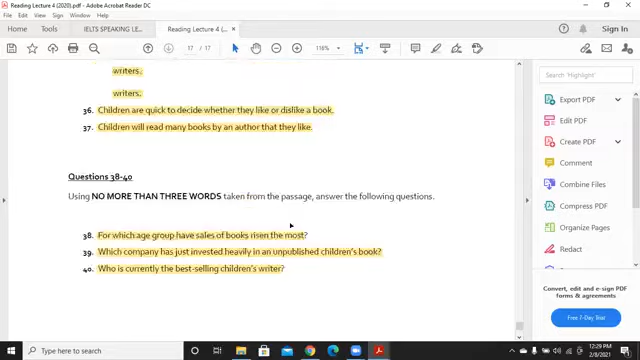 Reading Lecture 4 (2020).pdf - Adobe Acrobat Reader DC
File Edit View Sign Window Help
Home Tools IELTS SPEAKING LE... Reading Lecture 4 (... × Sign In
17 / 17 116%
writers.
writers.
36. Children are quick to decide whether they like or dislike a book.
37. Children will read many books by an author that they like.
Questions 38-40
Using NO MORE THAN THREE WORDS taken from the passage, answer the following questions.
38. For which age group have sales of books risen the most?
39. Which company has just invested heavily in an unpublished children's book?
40. Who is currently the best-selling children's writer?
Search 'Highlight'
Export PDF
Edit PDF
Create PDF
Comment
Combine Files
Compress PDF
Organize Pages
Redact
Convert, edit and e-sign PDF
forms & agreements
Free 7-Day Trial
Type here to search
12:29 PM
2/8/2021